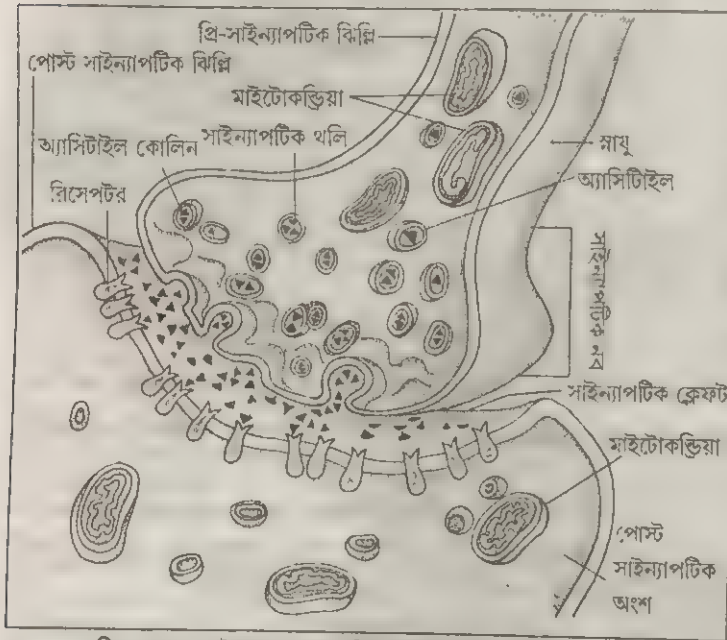 প্রি-সাইন্যাপটিক ঝিল্লি
পোস্ট সাইন্যাপটিক ঝিল্লি
মাইটোকন্ড্রিয়া
অ্যাসিটাইল কোলিন
সাইন্যাপটিক থলি
স্নায়ু
রিসেপ্টর
অ্যাসিটাইল
সাইন্যাপটিক নব
সাইন্যাপটিক ক্লেফট
মাইটোকন্ড্রিয়া
পোস্ট
সাইন্যাপটিক
অংশ